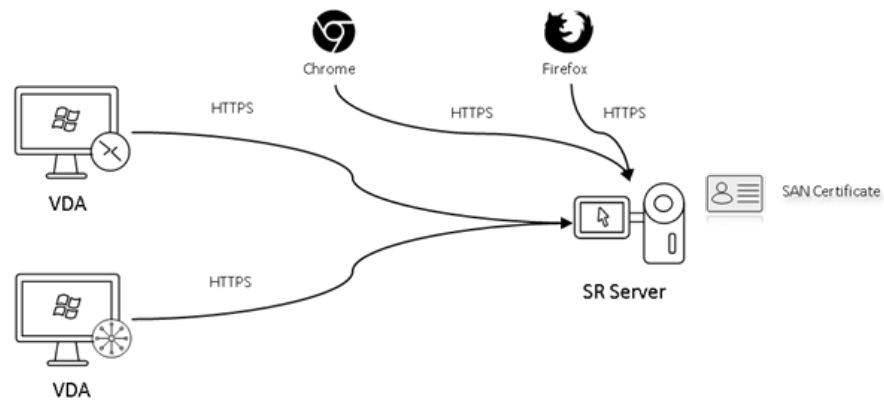 Chrome
Firefox
HTTPS
HTTPS
HTTPS
VDA
SAN Certificate
HTTPS
SR Server
VDA